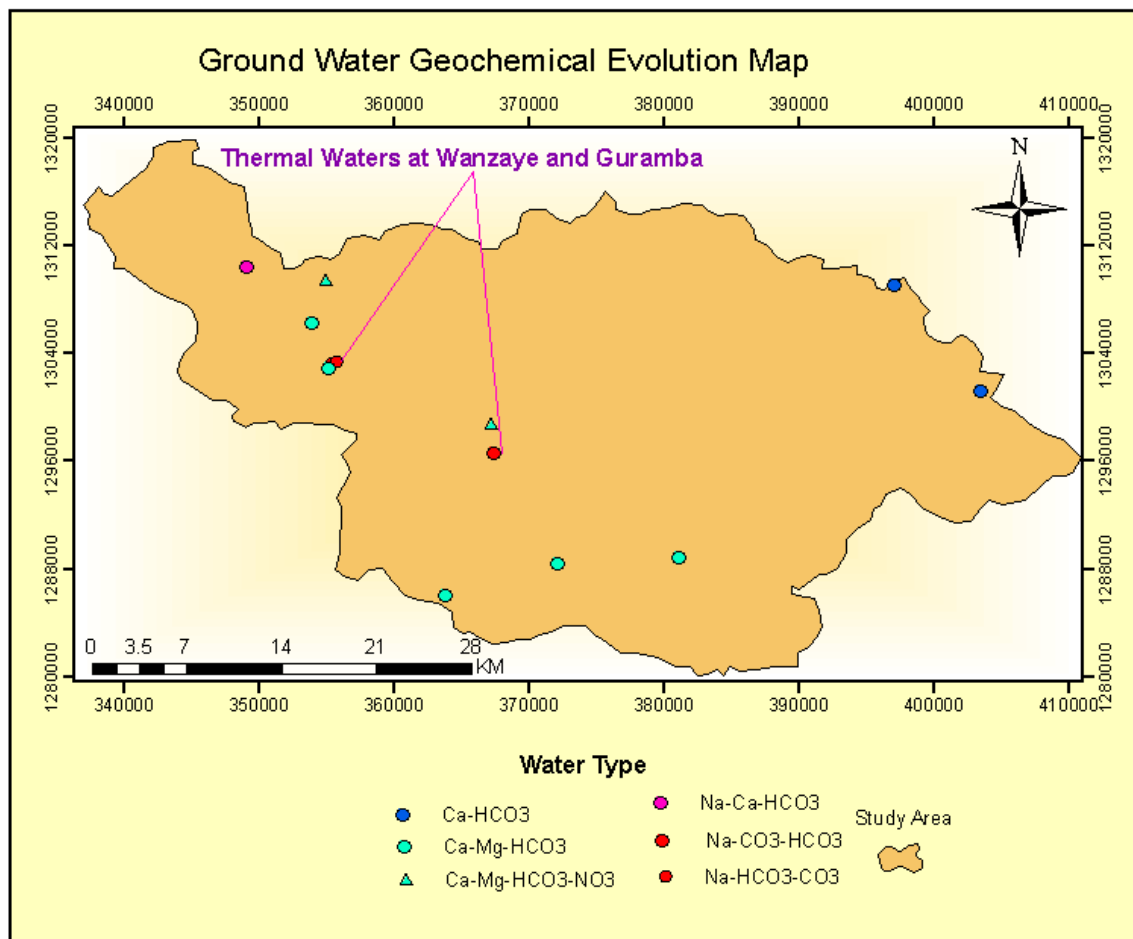 Ground Water Geochemical Evolution Map
340000 350000 360000 370000 380000 390000 400000 410000
1320000 1320000
Thermal Waters at Wanzaye and Guramba
N
1312000 1312000
1304000 1304000
1296000 1296000
1288000 1288000
0 3.5 7 14 21 28
KM
1280000 1280000
340000 350000 360000 370000 380000 390000 400000 410000
Water Type
Ca-HCO3
Ca-Mg-HCO3
Ca-Mg-HCO3-NO3
Na-Ca-HCO3
Na-CO3-HCO3
Na-HCO3-CO3
Study Area